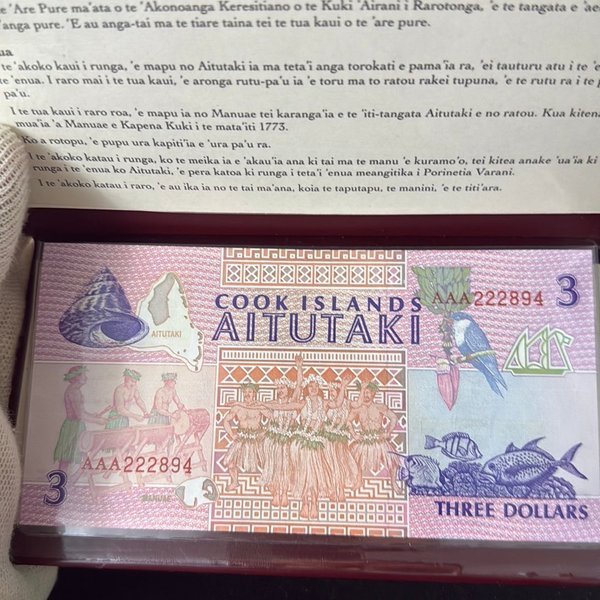 'Are Pure ma'ata o te 'Akonoanga Keresitiano o te Kuki 'Airani i Rarotonga, 'e te tangata e 'ae
'anga pure. 'E au anga-tai ma te tiare taina tei te tua kaui o te 'are pure.
te 'akoko kaui i runga, 'e mapu no Aitutaki ia ma teta'i anga torokati e pama'ia ra, 'ei tauturu atu i te 'e
te 'enua. I raro mai i te tua kaui, 'e aronga rutu-pa'u ia 'e toru ma to ratou rakei tupuna, 'e te rutu ra i te p
pa'u.
I te tua kaui i raro roa, 'e mapu ia no Manuae tei karanga'ia e te 'iti-tangata Aitutaki e no ratou. Kua kitea
mua'ia 'a Manuae e Kapena Kuki i te mata'iti 1773.
Ko a rotopu, 'e pupu ura kapiti'ia e 'ura pa'u ra.
I te 'akoko katau i runga, ko te meika ia e 'akau'ia ana ki tai ma te manu 'e kuramo'o, tei kitea anake 'ua'ia ki
runga i te 'enua ko Aitutaki, 'e pera katoa ki runga i teta'i 'enua meangitika i Porinetia Varani.
I te 'akoko katau i raro, 'e au ika ia no te tai ma'ana, koia te taputapu, te manini, 'e te titi'ara.
COOK ISLANDS
AITUTAKI
AAA222894
3
AITUTAKI
AAA222894
3
MANUAE
THREE DOLLARS